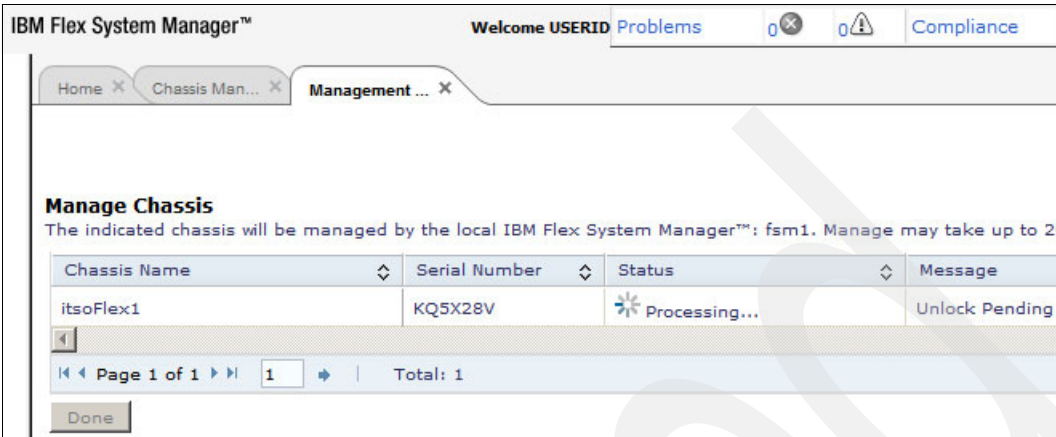 IBM Flex System Manager™ Welcome USERID Problems 0 0 Compliance
Home Chassis Man... Management ...
Manage Chassis
The indicated chassis will be managed by the local IBM Flex System Manager™: fsm1. Manage may take up to 2
Chassis Name Serial Number Status Message
itsoFlex1 KQ5X28V Processing... Unlock Pending
Page 1 of 1 1 Total: 1
Done